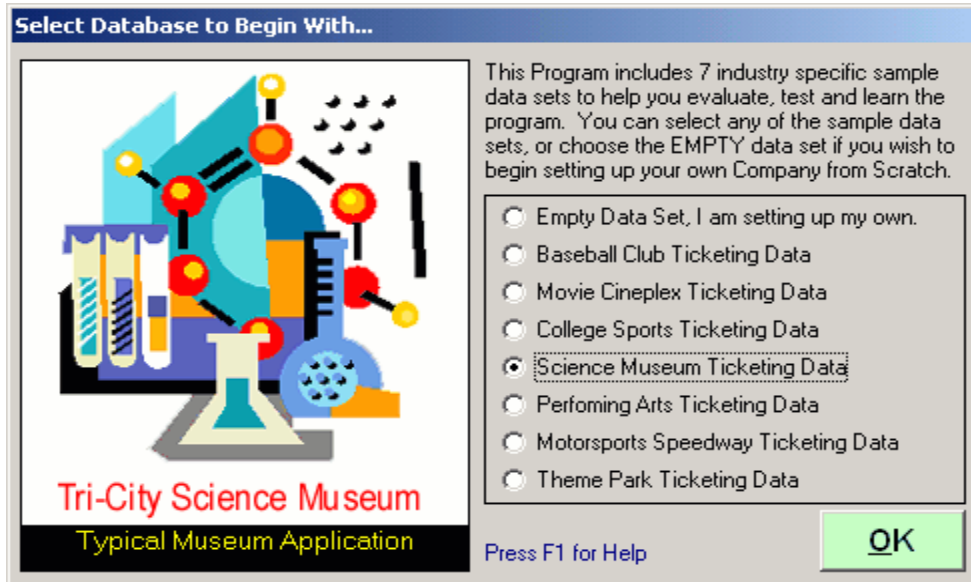 Select Database to Begin With...
This Program includes 7 industry specific sample
data sets to help you evaluate, test and learn the
program. You can select any of the sample data
sets, or choose the EMPTY data set if you wish to
begin setting up your own Company from Scratch.
Empty Data Set, I am setting up my own.
Baseball Club Ticketing Data
Movie Cineplex Ticketing Data
College Sports Ticketing Data
Science Museum Ticketing Data
Perfoming Arts Ticketing Data
Motorsports Speedway Ticketing Data
Theme Park Ticketing Data
Tri-City Science Museum
Typical Museum Application
Press F1 for Help
OK